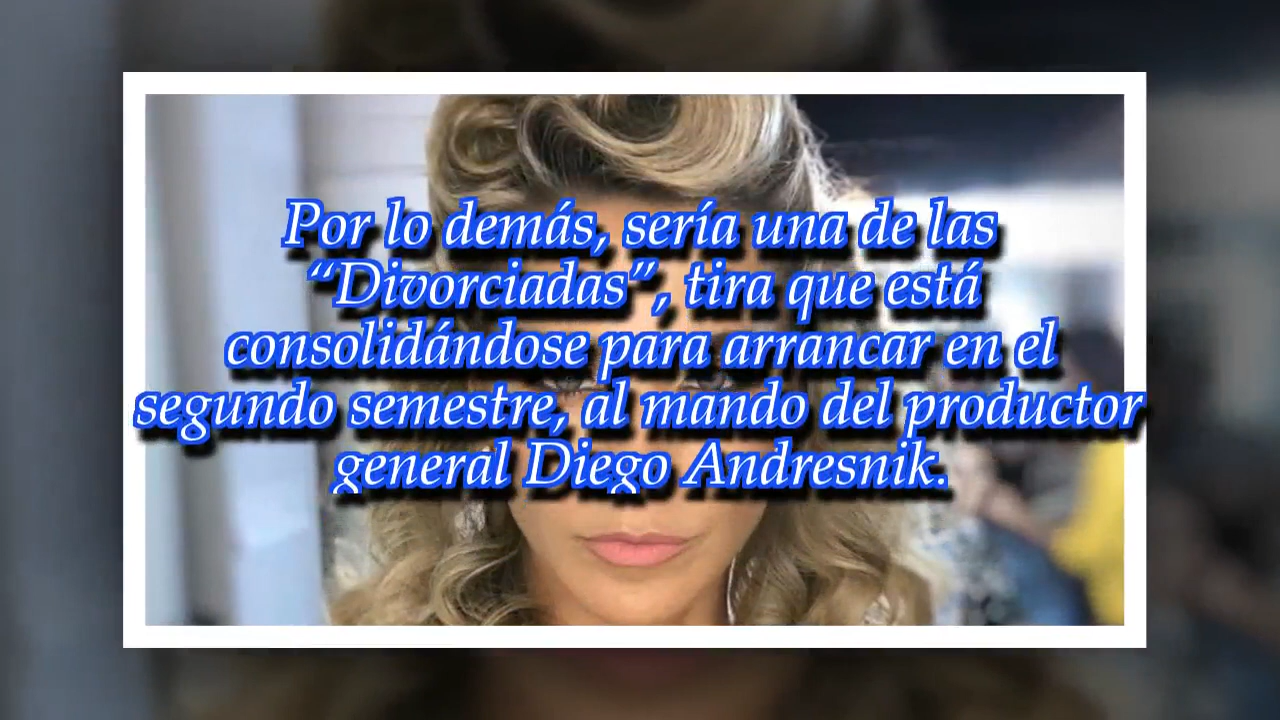 Por lo demás, sería una de las
“Divorciadas”, tira que está
consolidándose para arrancar en el
segundo semestre, al mando del productor
general Diego Andresnik.